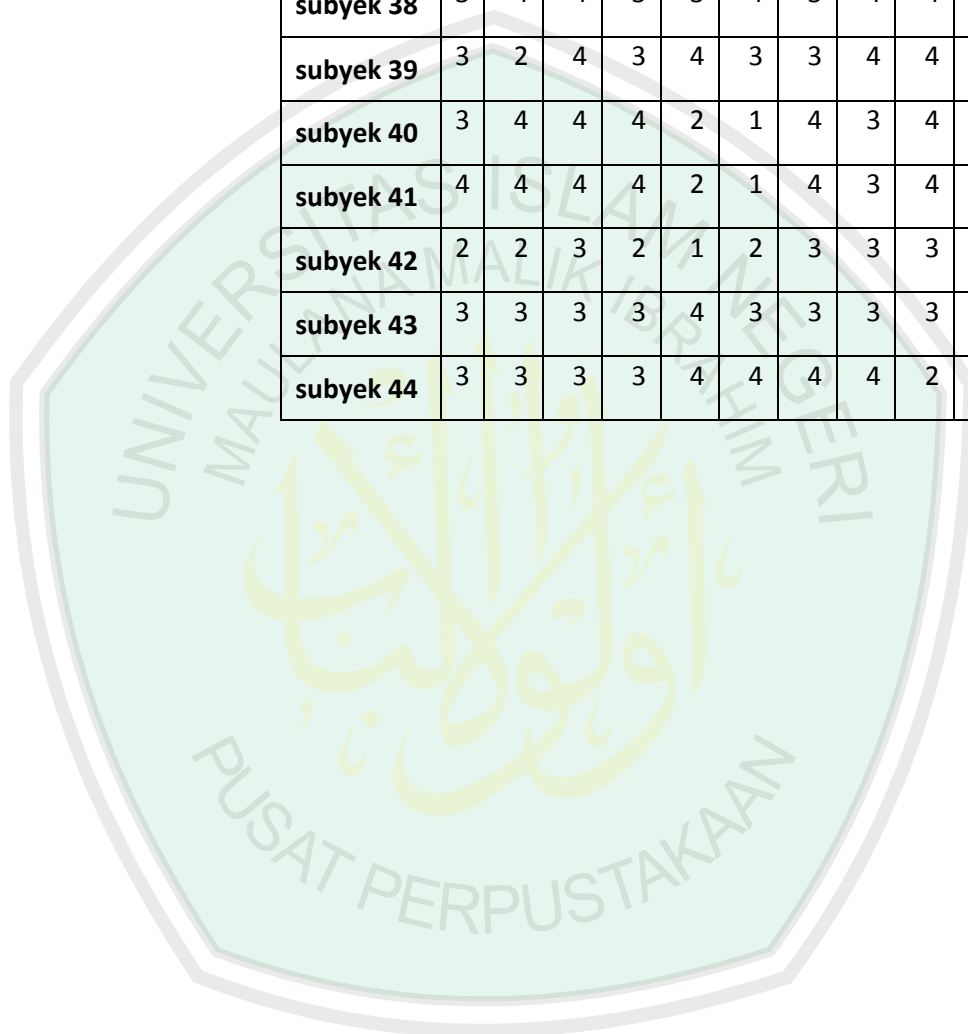 subyek 38
subyek 39 3 2 4 3 4 3 3 4 4
subyek 40 3 4 4 4 2 1 4 3 4
subyek 41 4 4 4 4 2 1 4 3 4
subyek 42 2 2 3 2 1 2 3 3 3
subyek 43 3 3 3 3 4 3 3 3 3
subyek 44 3 3 3 3 4 4 4 4 2
UNIVERSITAS ISLAM NEGERI
MAULANA MALIK IBRAHIM
PUSAT PERPUSTAKAAN